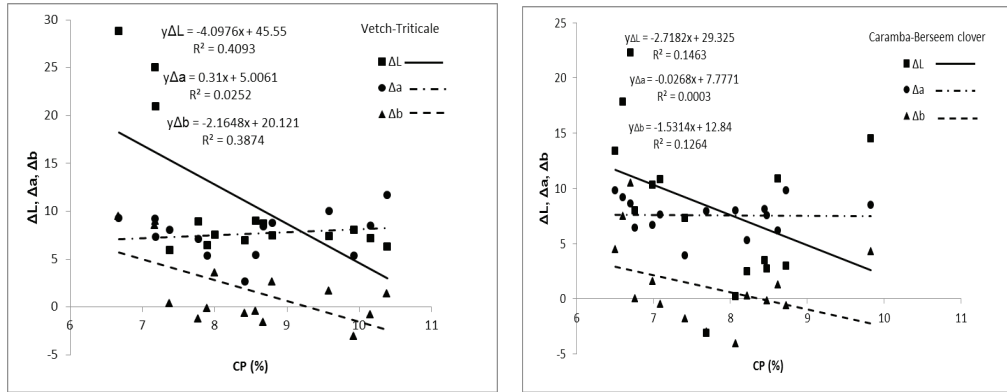 Vetch-Triticale
yΔL = -4.0976x + 45.55
R² = 0.4093
yΔa = 0.31x + 5.0061
R² = 0.0252
yΔb = -2.1648x + 20.121
R² = 0.3874
ΔL
Δa
Δb
ΔL, Δa, Δb
30
25
20
15
10
5
0
-5
6 7 8 9 10 11
CP (%)
Caramba-Berseem clover
yΔL = -2.7182x + 29.325
R² = 0.1463
yΔa = -0.0268x + 7.7771
R² = 0.0003
yΔb = -1.5314x + 12.84
R² = 0.1264
ΔL
Δa
Δb
ΔL, Δa, Δb
25
20
15
10
5
0
-5
6 7 8 9 10 11
CP (%)